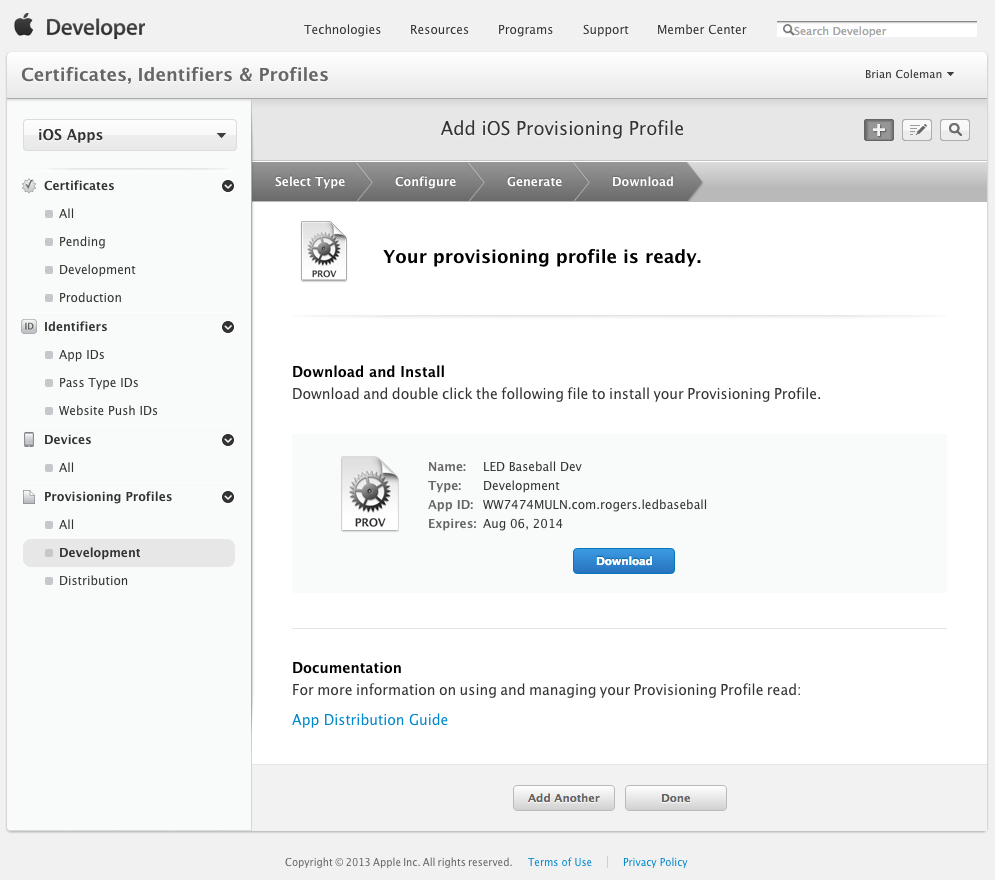 Developer
Technologies Resources Programs Support Member Center Search Developer
Certificates, Identifiers & Profiles
Brian Coleman
iOS Apps
Certificates
All
Pending
Development
Production
ID Identifiers
App IDs
Pass Type IDs
Website Push IDs
Devices
All
Provisioning Profiles
All
Development
Distribution
Add iOS Provisioning Profile
Select Type Configure Generate Download
PROV
Your provisioning profile is ready.
Download and Install
Download and double click the following file to install your Provisioning Profile.
PROV
Name: LED Baseball Dev
Type: Development
App ID: WW7474MULN.com.rogers.ledbaseball
Expires: Aug 06, 2014
Download
Documentation
For more information on using and managing your Provisioning Profile read:
App Distribution Guide
Add Another Done
Copyright © 2013 Apple Inc. All rights reserved. Terms of Use Privacy Policy